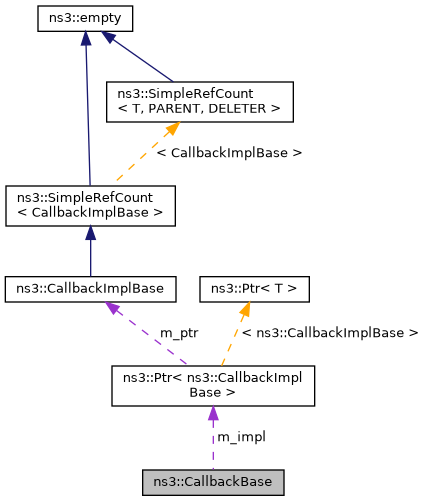 ns3::empty
ns3::SimpleRefCount
< T, PARENT, DELETER >
< CallbackImplBase >
ns3::SimpleRefCount
< CallbackImplBase >
ns3::CallbackImplBase
ns3::Ptr< T >
m_ptr
< ns3::CallbackImplBase >
ns3::Ptr< ns3::CallbackImpl
Base >
m_impl
ns3::CallbackBase